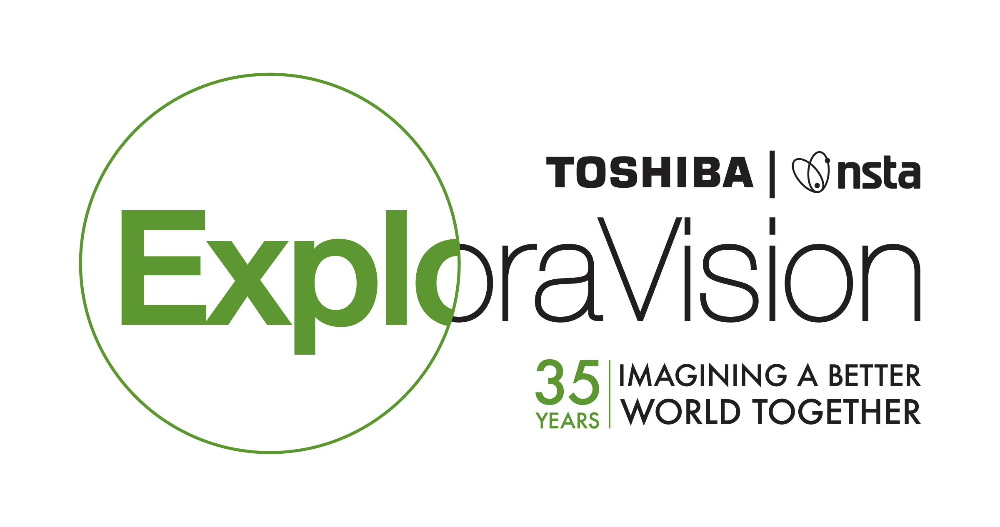 TOSHIBA | nsta
ExploraVision
35 YEARS
IMAGINING A BETTER
WORLD TOGETHER